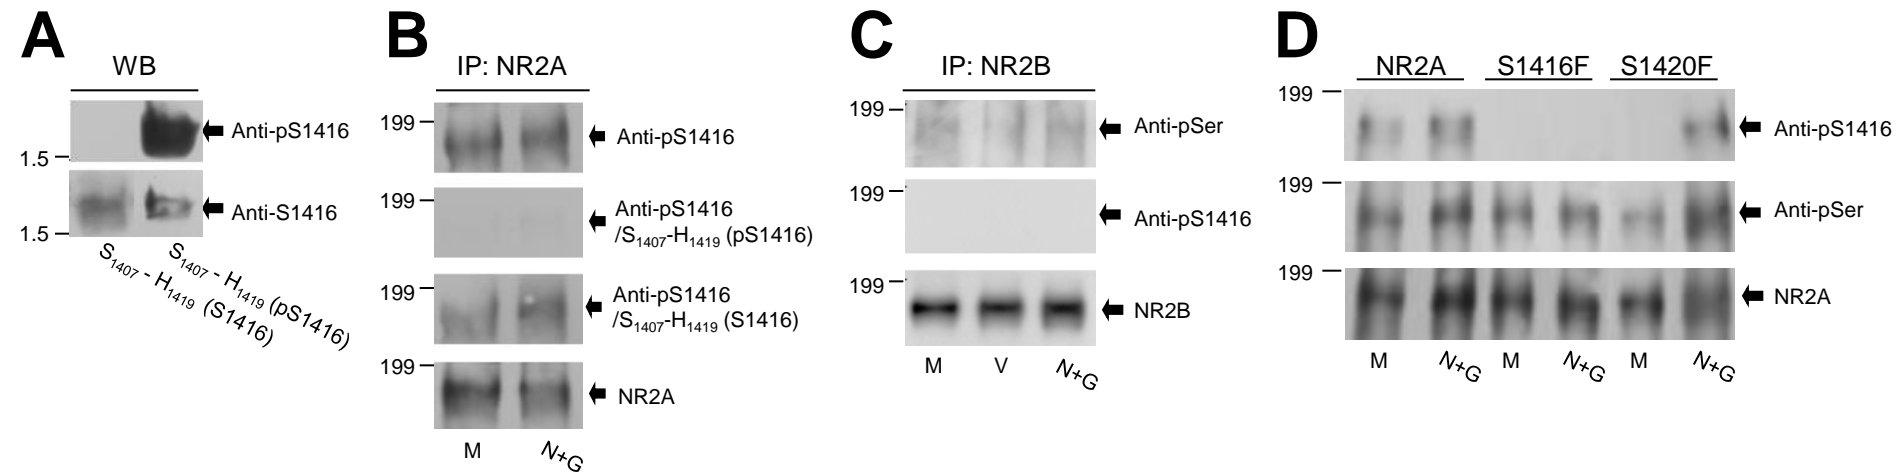 A
WB
Anti-pS1416
1.5
Anti-S1416
1.5
S1407 - H1419 (S1416)
S1407 - H1419 (pS1416)
B
IP: NR2A
199
Anti-pS1416
199
Anti-pS1416
/S1407-H1419 (pS1416)
199
Anti-pS1416
/S1407-H1419 (S1416)
199
NR2A
M N+G
C
IP: NR2B
199
Anti-pSer
199
Anti-pS1416
199
NR2B
M V N+G
D
NR2A S1416F S1420F
199
Anti-pS1416
199
Anti-pSer
199
NR2A
M N+G M N+G M N+G